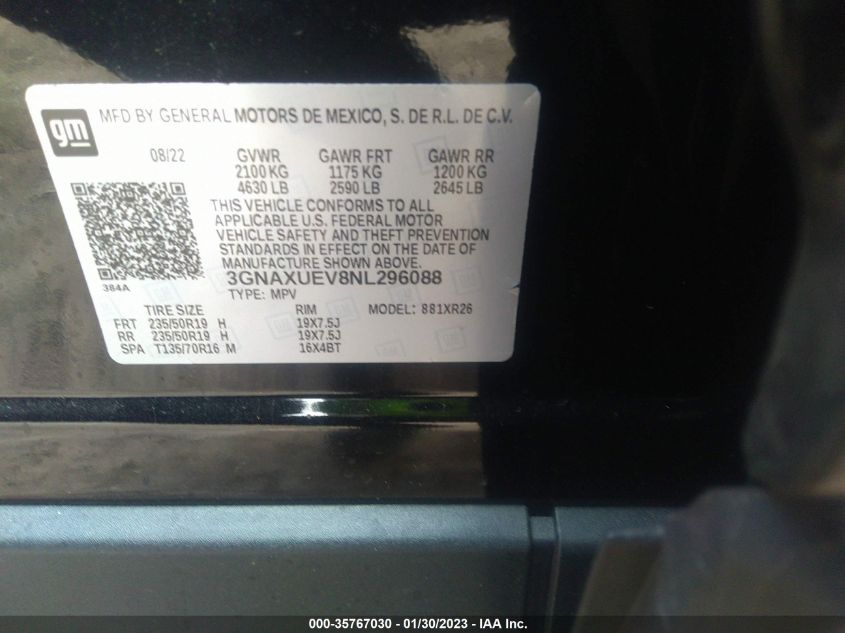 gm MFD BY GENERAL MOTORS DE MEXICO, S. DE R.L. DE C.V.
08/22 GVWR GAWR FRT GAWR RR
2100 KG 1175 KG 1200 KG
4630 LB 2590 LB 2645 LB
THIS VEHICLE CONFORMS TO ALL
APPLICABLE U.S. FEDERAL MOTOR
VEHICLE SAFETY AND THEFT PREVENTION
STANDARDS IN EFFECT ON THE DATE OF
MANUFACTURE SHOWN ABOVE.
384A 3GNAXUEV8NL296088
TYPE: MPV
TIRE SIZE RIM MODEL: 881XR26
FRT 235/50R19 H 19X7.5J
RR 235/50R19 H 19X7.5J
SPA T135/70R16 M 16X4BT
000-35767030 - 01/30/2023 - IAA Inc.